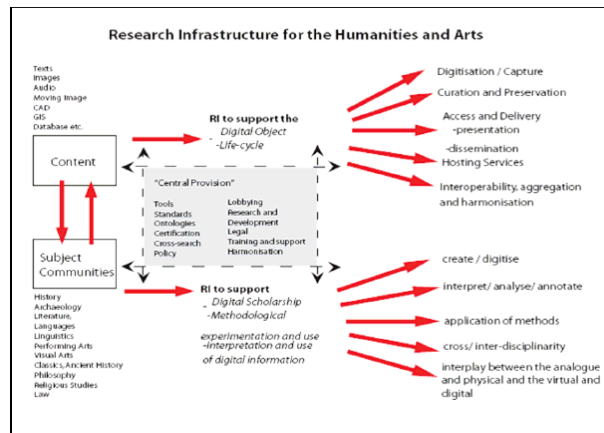 Research Infrastructure for the Humanities and Arts
Texts
Images
Audio
Moving Image
CAD
GIS
Database etc.
Content
RI to support the
Digital Object
-Life-cycle
Digitisation / Capture
Curation and Preservation
Access and Delivery
-presentation
-dissemination
Hosting Services
Interoperability, aggregation
and harmonisation
"Central Provision"
Tools
Standards
Ontologies
Certification
Cross-search
Policy
Lobbying
Research and
Development
Legal
Training and support
Harmonisation
Subject
Communities
History
Archaeology
Literature,
Languages
Linguistics
Performing Arts
Visual Arts
Classics, Ancient History
Philosophy
Religious Studies
Law
RI to support
- Digital Scholarship
-Methodological
experimentation and use
-interpretation and use
of digital information
create / digitise
interpret/ analyse/ annotate
application of methods
cross/ inter-disciplinarity
interplay between the analogue
and physical and the virtual and
digital